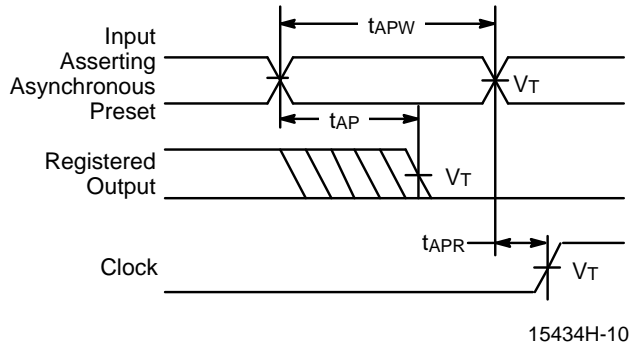 Input
Asserting
Asynchronous
Preset
tAPW
VT
tAP
Registered
Output
VT
tAPR
Clock
VT
15434H-10